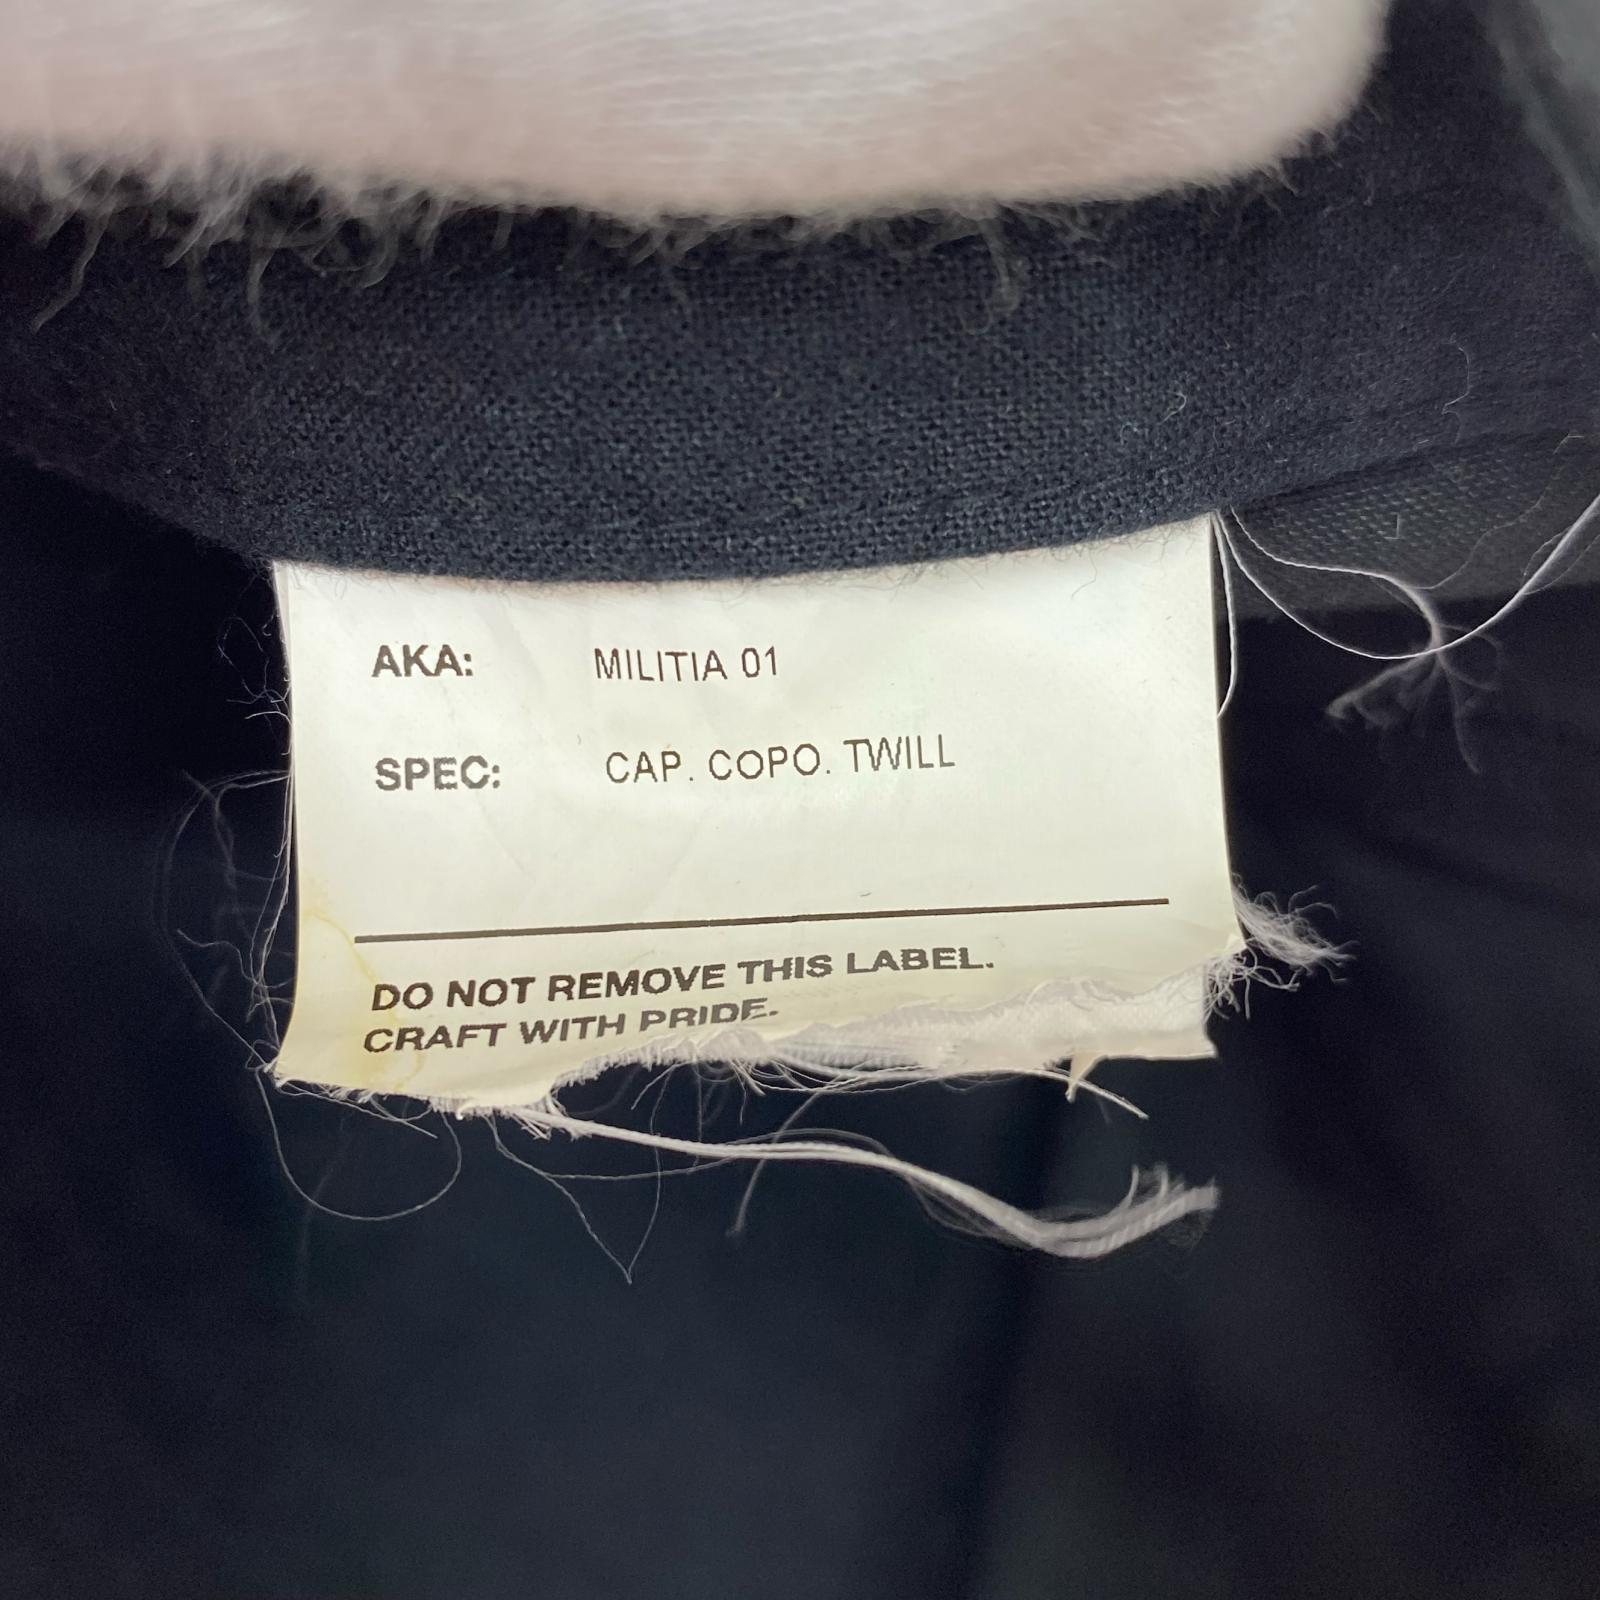 AKA: MILITIA 01
SPEC: CAP. COPO. TWILL
DO NOT REMOVE THIS LABEL.
CRAFT WITH PRIDE.